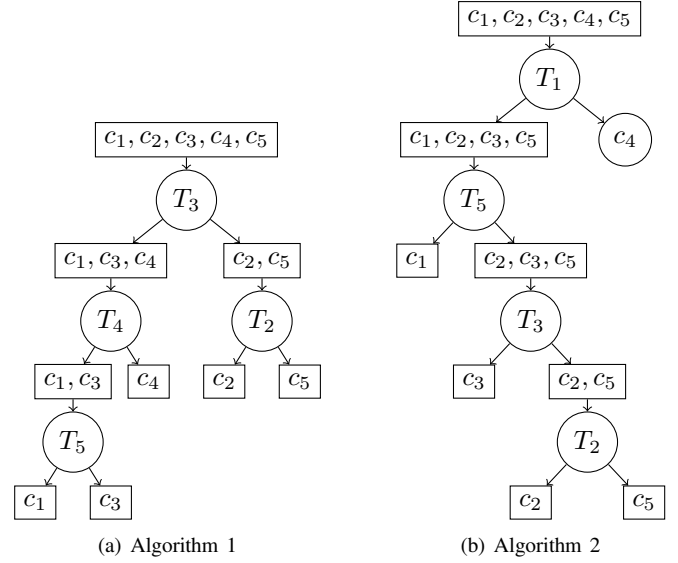 c₁, c₂, c₃, c₄, c₅
T₃
c₁, c₃, c₄
c₂, c₅
T₄
T₂
c₁, c₃
c₄
c₂
c₅
T₅
c₁
c₃
(a) Algorithm 1
c₁, c₂, c₃, c₄, c₅
T₁
c₁, c₂, c₃, c₅
c₄
T₅
c₁
c₂, c₃, c₅
T₃
c₃
c₂, c₅
T₂
c₂
c₅
(b) Algorithm 2